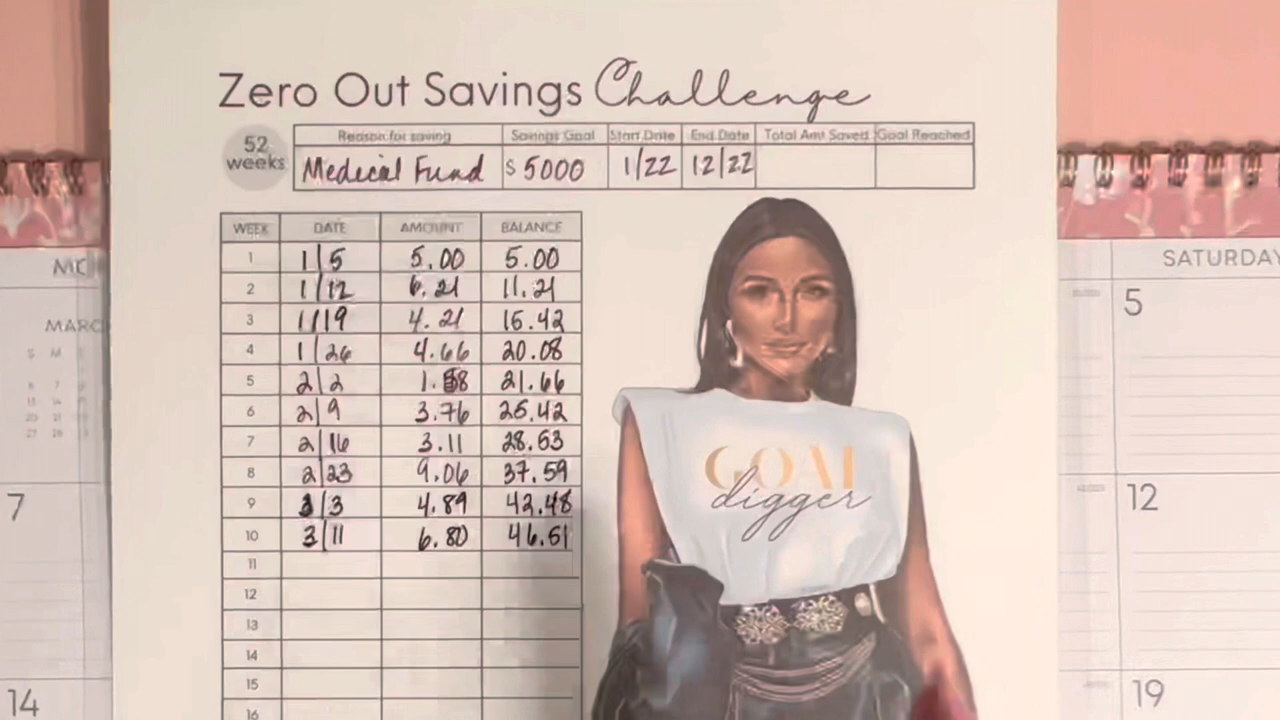 Zero Out Savings Challenge
52 weeks
Reason for saving Savings Goal Start Date End Date Total Amt Saved Goal Reached
Medical Fund $ 5000 1/22 12/22
WEEK DATE AMOUNT BALANCE
1 1/5 5.00 5.00
2 1/12 6.21 11.21
3 1/19 4.21 15.42
4 1/26 4.66 20.08
5 2/2 1.58 21.66
6 2/9 3.76 25.42
7 2/16 3.11 28.53
8 2/23 9.06 37.59
9 3/3 4.89 42.48
10 3/11 6.80 46.51
11
12
13
14
15
16
GOAL
digger
MARC
S M
7
14
SATURDAY
5
12
19